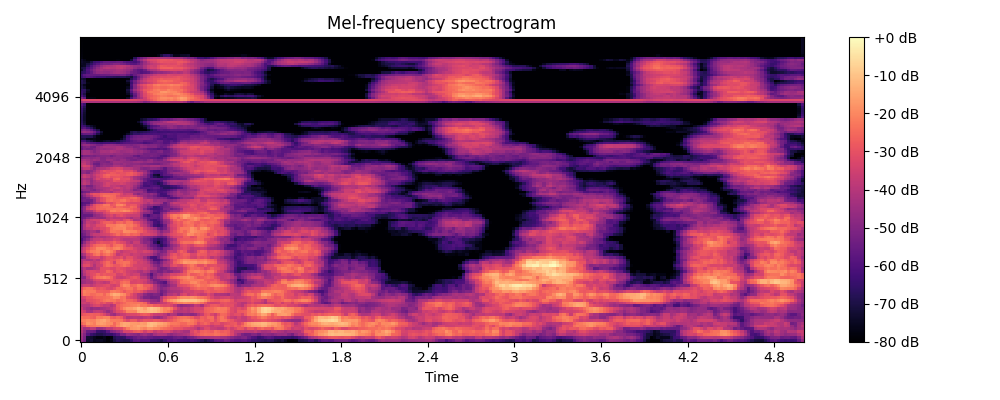 Mel-frequency spectrogram
+0 dB
-10 dB
-20 dB
-30 dB
-40 dB
-50 dB
-60 dB
-70 dB
-80 dB
4096
2048
1024
512
0
Hz
0 0.6 1.2 1.8 2.4 3 3.6 4.2 4.8
Time